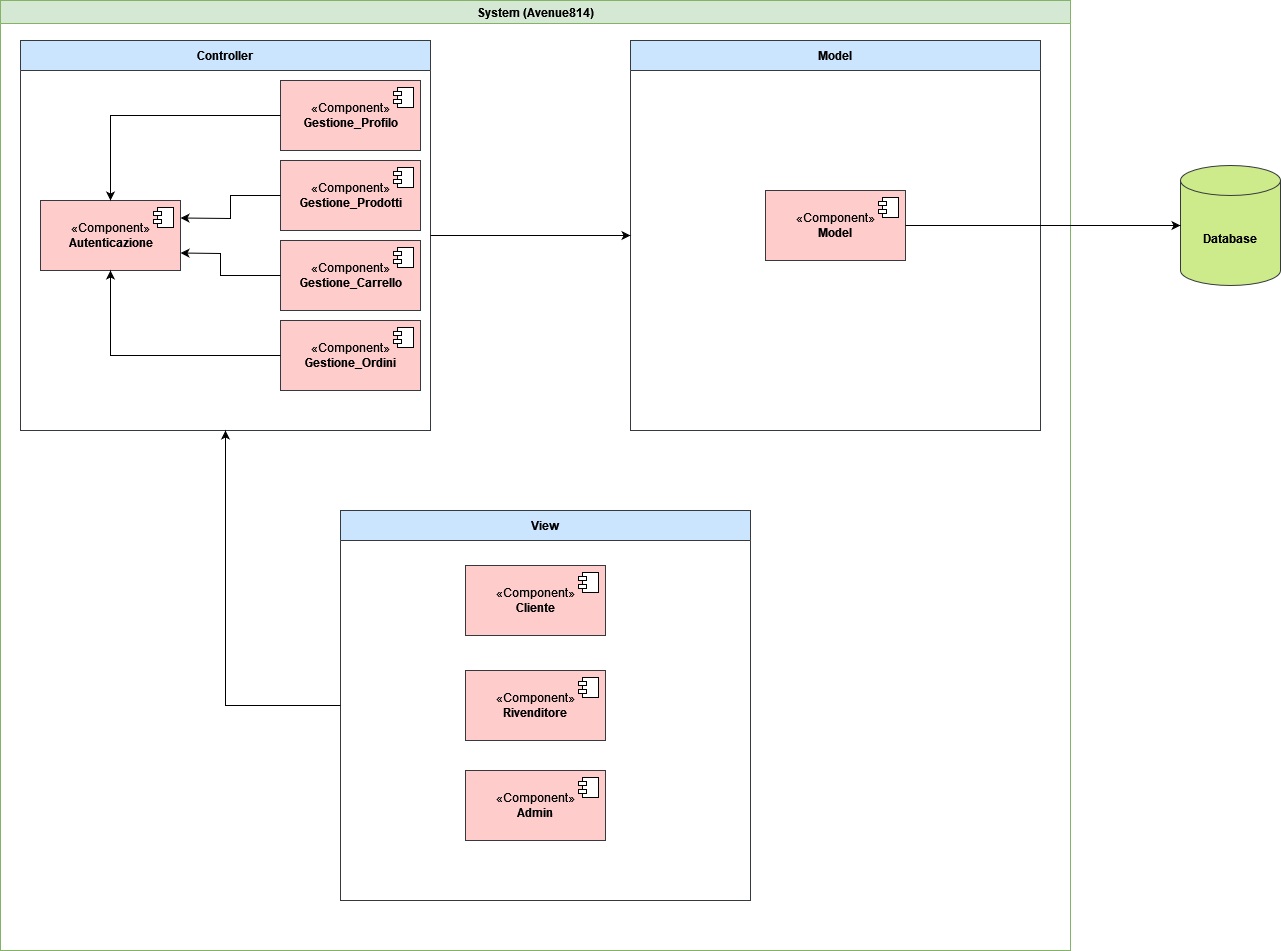 System (Avenue814)
Controller
«Component»
Gestione_Profilo
«Component»
Gestione_Prodotti
«Component»
Autenticazione
«Component»
Gestione_Carrello
«Component»
Gestione_Ordini
Model
«Component»
Model
Database
View
«Component»
Cliente
«Component»
Rivenditore
«Component»
Admin